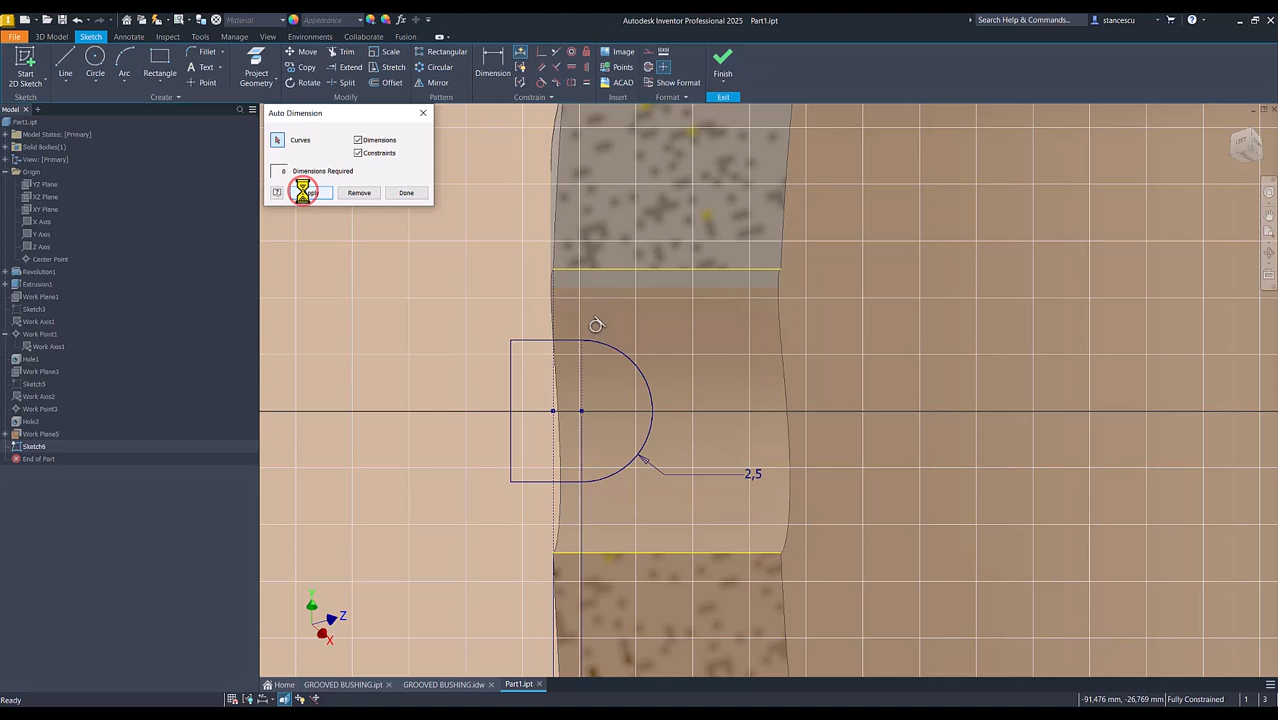 Material
Appearance
Autodesk Inventor Professional 2025   Part1.ipt
Search Help & Commands...
stancescu
File
3D Model
Sketch
Annotate
Inspect
Tools
Manage
View
Environments
Collaborate
Fusion
Start
2D Sketch
Line
Circle
Arc
Rectangle
Fillet
Text
Point
Project
Geometry
Move
Copy
Rotate
Trim
Extend
Split
Scale
Stretch
Offset
Rectangular
Circular
Mirror
Dimension
Image
Points
ACAD
Show Format
Finish
Sketch
Create
Modify
Pattern
Constrain
Insert
Format
Exit
Model
Part1.ipt
Model States: [Primary]
Solid Bodies(1)
View: [Primary]
Origin
YZ Plane
XZ Plane
XY Plane
X Axis
Y Axis
Z Axis
Center Point
Revolution1
Extrusion1
Work Plane1
Sketch3
Work Axis1
Work Point1
Work Axis1
Hole1
Work Plane3
Sketch5
Work Axis2
Work Point3
Hole2
Work Plane5
Sketch6
End of Part
Auto Dimension
Curves
Dimensions
Constraints
0 Dimensions Required
Remove
Done
LEFT
2,5
Y
Z
X
Home
GROOVED BUSHING.ipt
GROOVED BUSHING.idw
Part1.ipt
Ready
-91,476 mm, -26,769 mm
Fully Constrained
1
3